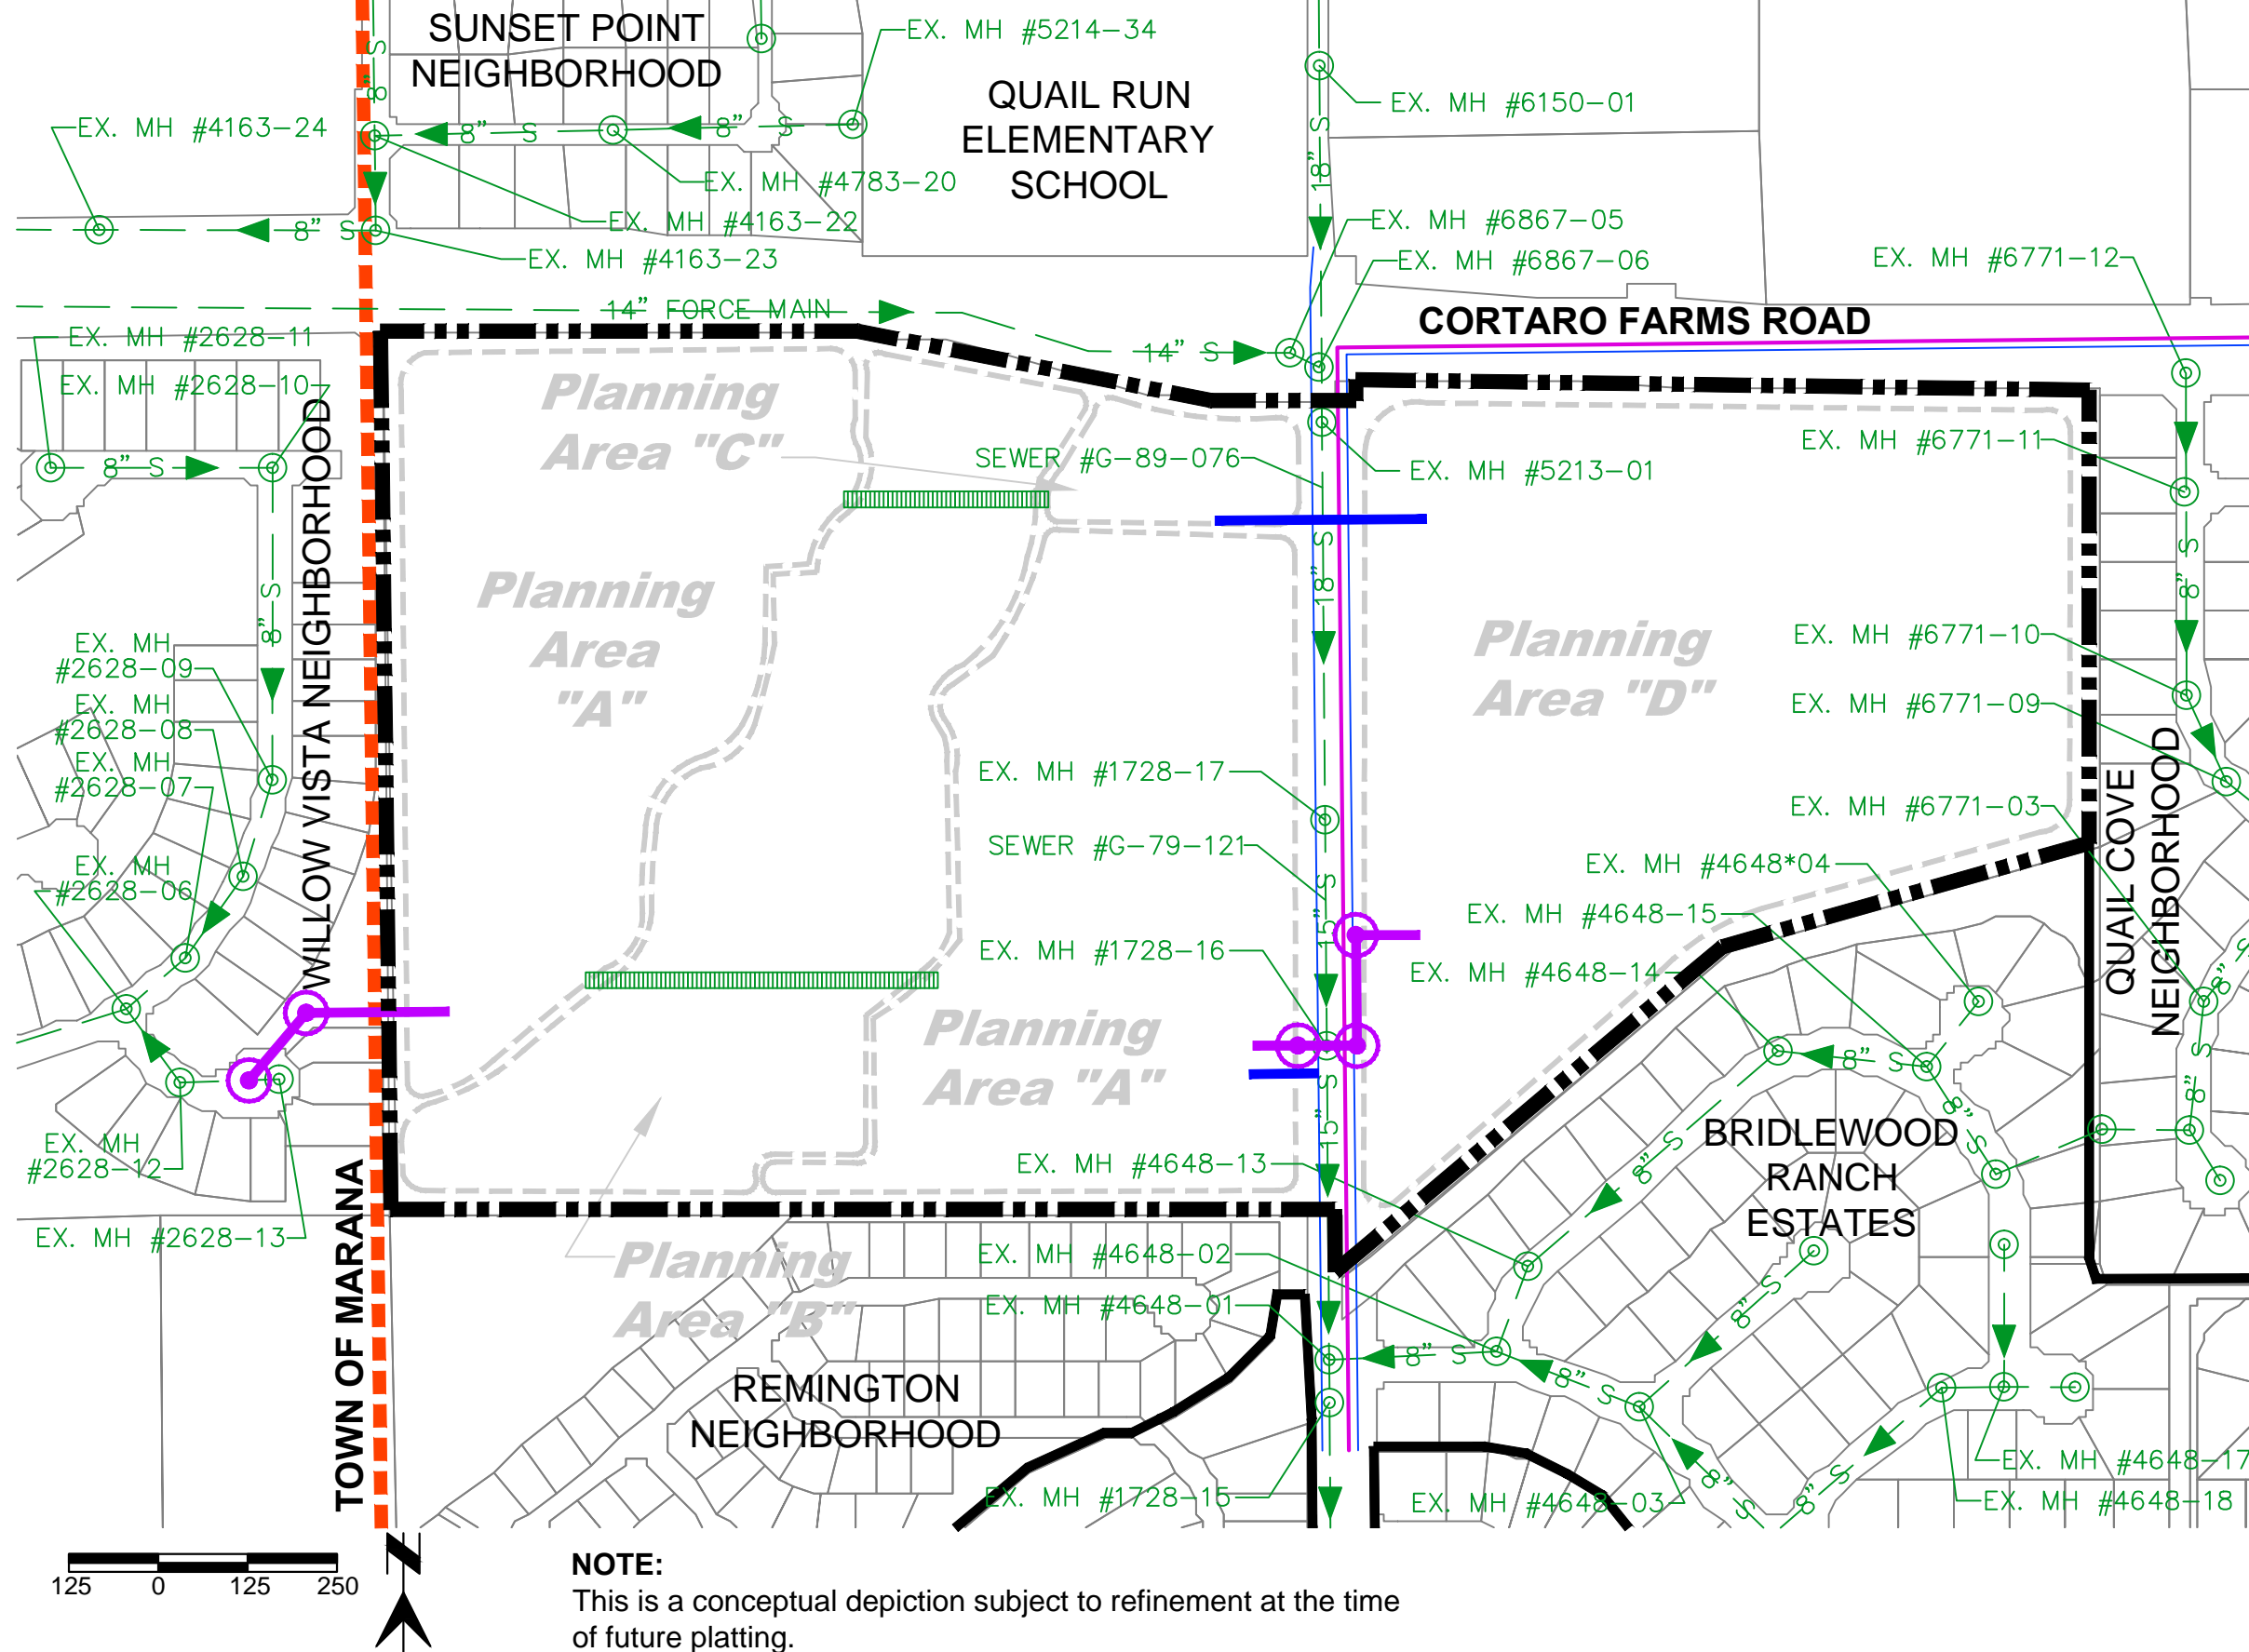 SUNSET POINT
NEIGHBORHOOD
EX. MH #5214-34
QUAIL RUN
ELEMENTARY
SCHOOL
EX. MH #6150-01
EX. MH #4163-24
8" S
8" S
8" S
18" S
EX. MH #4783-20
EX. MH #4163-22
8" S
EX. MH #4163-23
EX. MH #6867-05
EX. MH #6867-06
EX. MH #6771-12
14" FORCE MAIN
CORTARO FARMS ROAD
EX. MH #2628-11
14" S
EX. MH #2628-10
Planning
Area "C"
8" S
SEWER #G-89-076
EX. MH #5213-01
EX. MH #6771-11
WILLOW VISTA NEIGHBORHOOD
8" S
18" S
8" S
Planning
Area
"A"
Planning
Area "D"
EX. MH #6771-10
EX. MH
#2628-09
EX. MH
#2628-08
EX. MH
#2628-07
EX. MH #6771-09
EX. MH #1728-17
EX. MH #6771-03
QUAIL COVE
NEIGHBORHOOD
SEWER #G-79-121
15" S
EX. MH #4648*04
EX. MH
#2628-06
EX. MH #4648-15
EX. MH #1728-16
EX. MH #4648-14
8" S
Planning
Area "A"
15" S
8" S
8" S
8" S
8" S
EX. MH
#2628-12
EX. MH #4648-13
BRIDLEWOOD
RANCH
ESTATES
EX. MH #2628-13
TOWN OF MARANA
Planning
Area "B"
EX. MH #4648-02
EX. MH #4648-01
8" S
8" S
8" S
REMINGTON
NEIGHBORHOOD
EX. MH #1728-15
EX. MH #4648-03
8" S
8" S
EX. MH #4648-17
EX. MH #4648-18
125 0 125 250
N
NOTE:
This is a conceptual depiction subject to refinement at the time
of future platting.